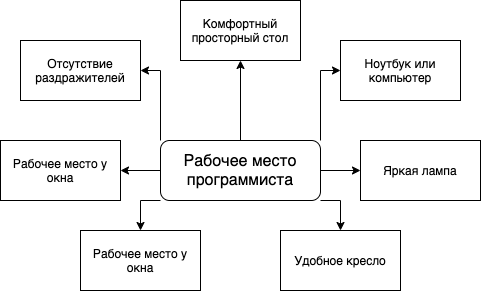 Комфортный
просторный стол
Отсутствие
раздражителей
Ноутбук или
компьютер
Рабочее место у
окна
Рабочее место
программиста
Яркая лампа
Рабочее место у
окна
Удобное кресло